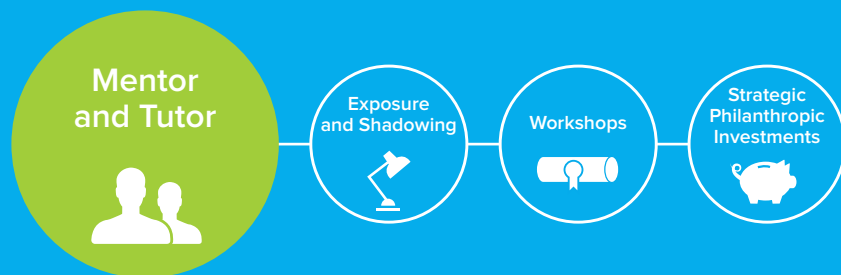 Mentor
and Tutor
Exposure
and Shadowing
Workshops
Strategic
Philanthropic
Investments